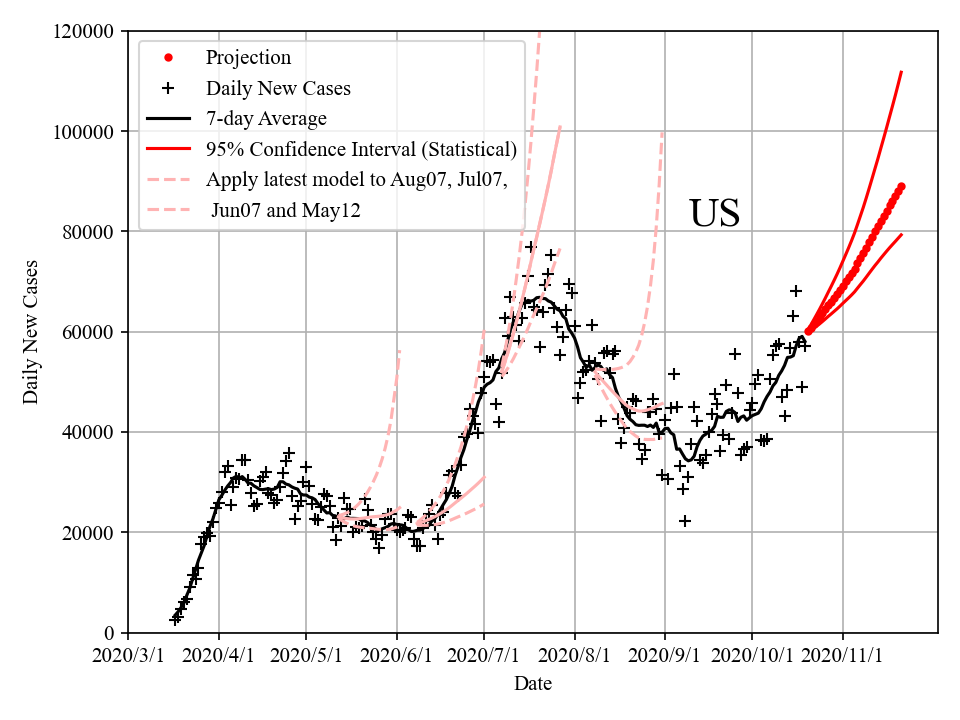 120000
100000
80000
60000
40000
20000
0
Daily New Cases
Projection
Daily New Cases
7-day Average
95% Confidence Interval (Statistical)
Apply latest model to Aug07, Jul07,
Jun07 and May12
US
2020/3/1 2020/4/1 2020/5/1 2020/6/1 2020/7/1 2020/8/1 2020/9/1 2020/10/1 2020/11/1
Date